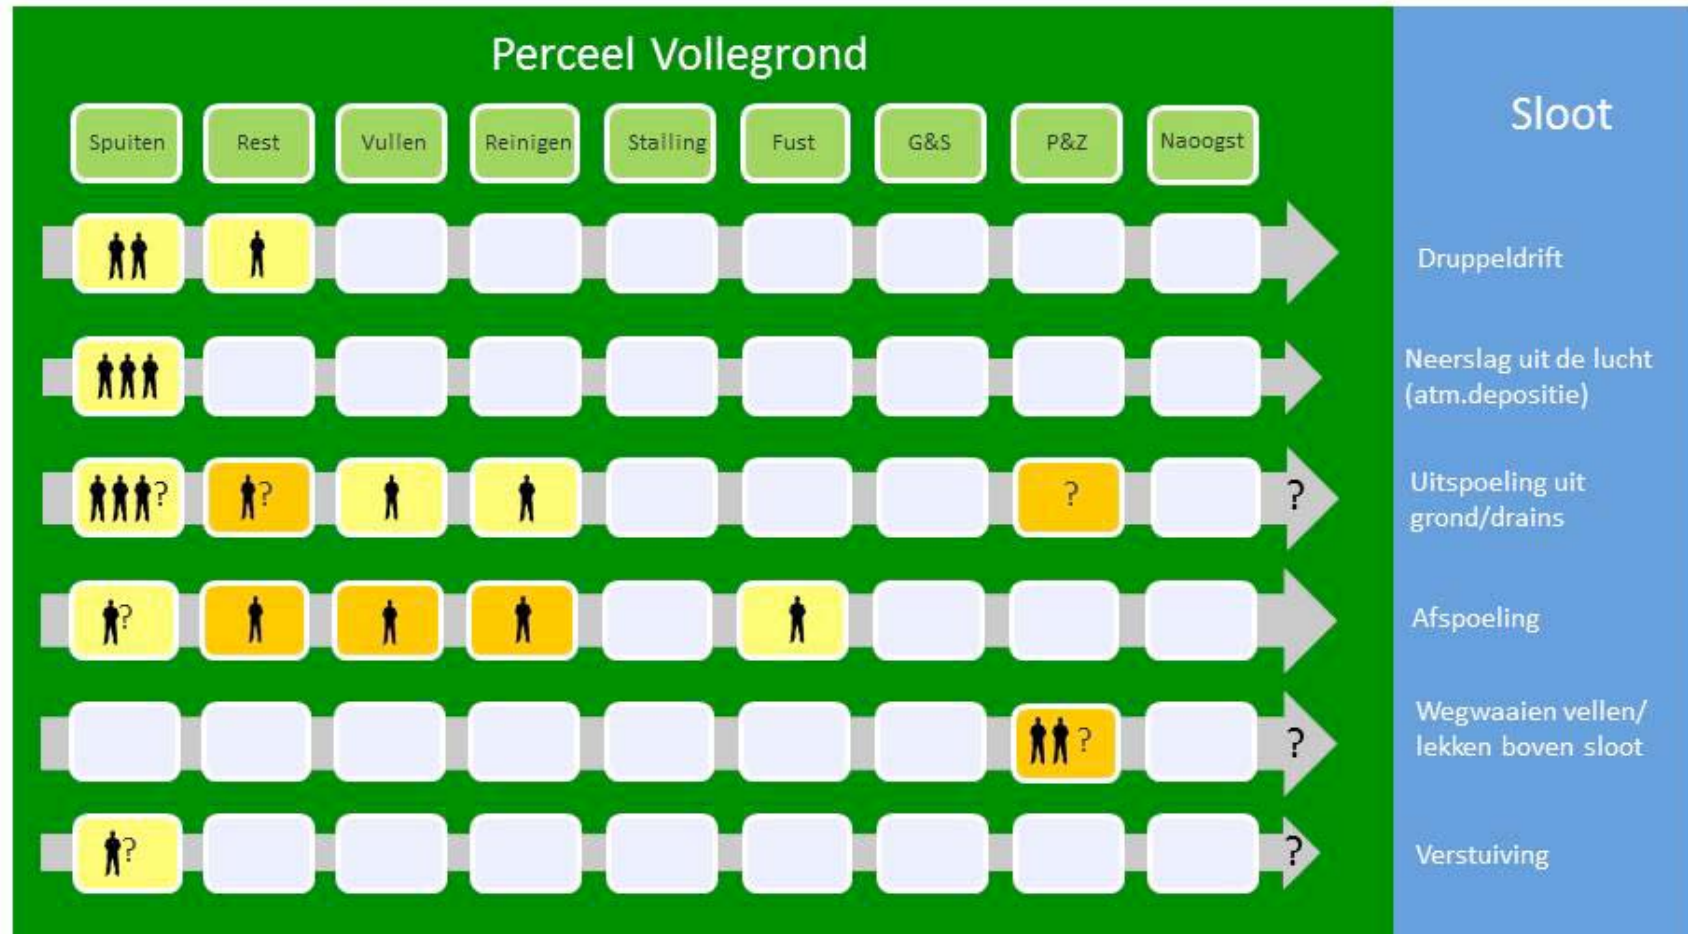 Perceel Vollegrond
Sloot
Spuiten Rest Vullen Reinigen Stalling Fust G&S P&Z Naoogst
Druppeldrift
Neerslag uit de lucht
(atm.depositie)
? ? ? ? Uitspoeling uit
grond/drains
? Afspoeling
? ? Wegwaaien vellen/
lekken boven sloot
? ? Verstuiving